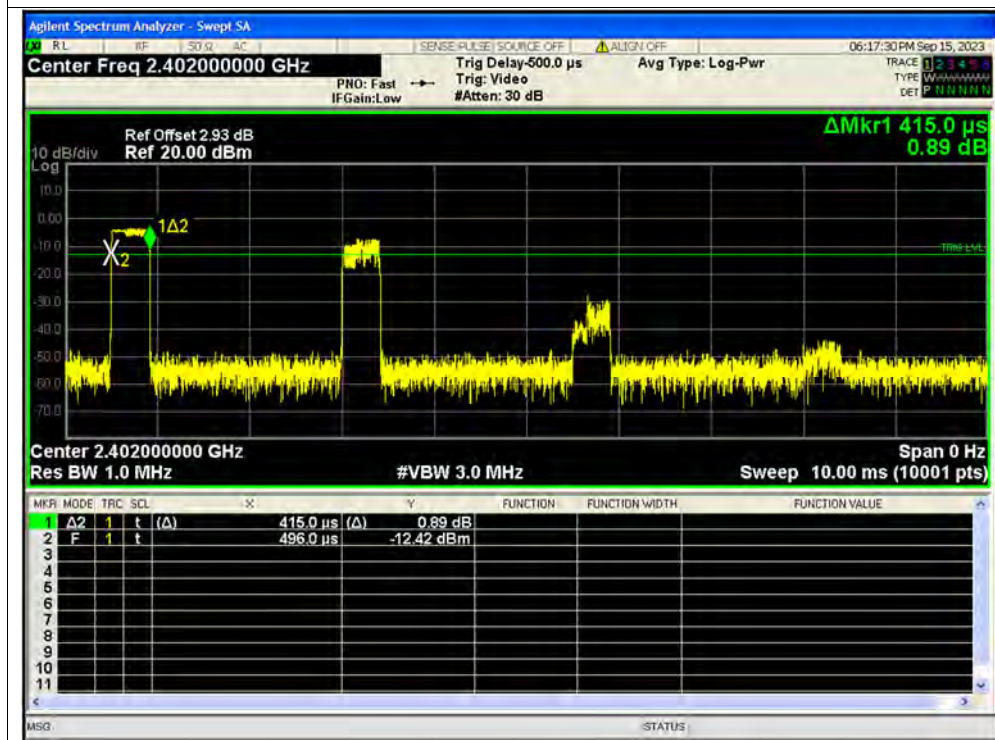 Agilent Spectrum Analyzer - Swept SA
RL RF 50 Ω AC SENSE:PULSE SOURCE OFF ALIGN OFF 06:17:30 PM Sep 15, 2023
Center Freq 2.402000000 GHz
PNO: Fast
IFGain:Low
Trig Delay-500.0 µs
Trig: Video
#Atten: 30 dB
Avg Type: Log-Pwr
TRACE 1 2 3 4 5 6
TYPE W
DET P N N N N N
ΔMkr1 415.0 µs
0.89 dB
Ref Offset 2.93 dB
10 dB/div Ref 20.00 dBm
Log
10.0
0.00
-10.0
-20.0
-30.0
-40.0
-50.0
-60.0
-70.0
1Δ2
2
TRIG LVL
Center 2.402000000 GHz Span 0 Hz
Res BW 1.0 MHz #VBW 3.0 MHz Sweep 10.00 ms (10001 pts)
MKR MODE TRC SCL X Y FUNCTION FUNCTION WIDTH FUNCTION VALUE
1 Δ2 1 t (Δ) 415.0 µs (Δ) 0.89 dB
2 F 1 t 496.0 µs -12.42 dBm
3
4
5
6
7
8
9
10
11
MSG STATUS